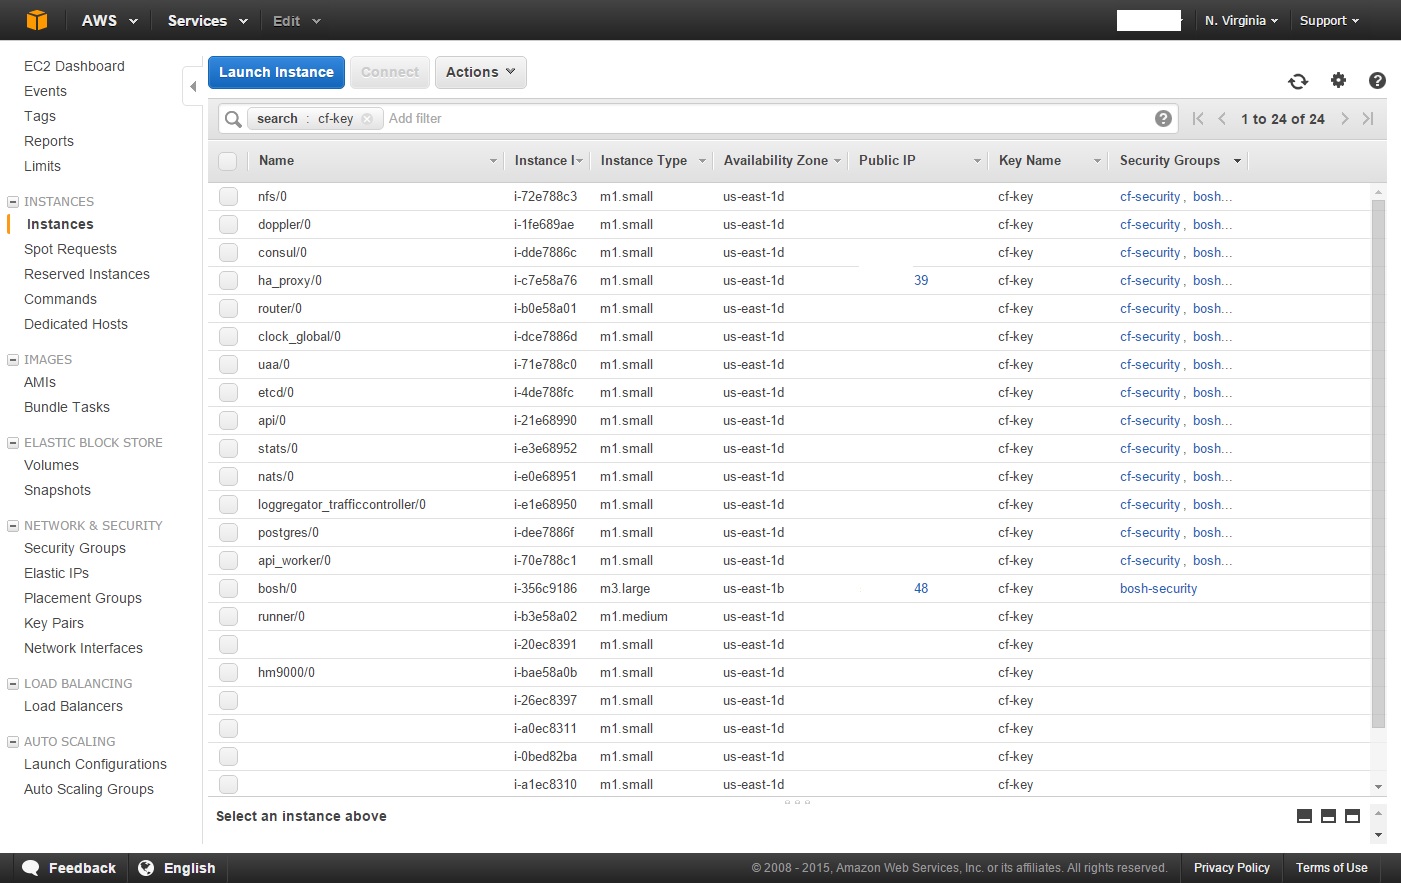 AWS Services Edit N. Virginia Support
EC2 Dashboard
Events
Tags
Reports
Limits
INSTANCES
Instances
Spot Requests
Reserved Instances
Commands
Dedicated Hosts
IMAGES
AMIs
Bundle Tasks
ELASTIC BLOCK STORE
Volumes
Snapshots
NETWORK & SECURITY
Security Groups
Elastic IPs
Placement Groups
Key Pairs
Network Interfaces
LOAD BALANCING
Load Balancers
AUTO SCALING
Launch Configurations
Auto Scaling Groups
Launch Instance Connect Actions
search : cf-key Add filter 1 to 24 of 24
Name Instance I Instance Type Availability Zone Public IP Key Name Security Groups
nfs/0 i-72e788c3 m1.small us-east-1d cf-key cf-security, bosh...
doppler/0 i-1fe689ae m1.small us-east-1d cf-key cf-security, bosh...
consul/0 i-dde7886c m1.small us-east-1d cf-key cf-security, bosh...
ha_proxy/0 i-c7e58a76 m1.small us-east-1d 39 cf-key cf-security, bosh...
router/0 i-b0e58a01 m1.small us-east-1d cf-key cf-security, bosh...
clock_global/0 i-dce7886d m1.small us-east-1d cf-key cf-security, bosh...
uaa/0 i-71e788c0 m1.small us-east-1d cf-key cf-security, bosh...
etcd/0 i-4de788fc m1.small us-east-1d cf-key cf-security, bosh...
api/0 i-21e68990 m1.small us-east-1d cf-key cf-security, bosh...
stats/0 i-e3e68952 m1.small us-east-1d cf-key cf-security, bosh...
nats/0 i-e0e68951 m1.small us-east-1d cf-key cf-security, bosh...
loggregator_trafficcontroller/0 i-e1e68950 m1.small us-east-1d cf-key cf-security, bosh...
postgres/0 i-dee7886f m1.small us-east-1d cf-key cf-security, bosh...
api_worker/0 i-70e788c1 m1.small us-east-1d cf-key cf-security, bosh...
bosh/0 i-356c9186 m3.large us-east-1b 48 cf-key bosh-security
runner/0 i-b3e58a02 m1.medium us-east-1d cf-key
i-20ec8391 m1.small us-east-1d cf-key
hm9000/0 i-bae58a0b m1.small us-east-1d cf-key
i-26ec8397 m1.small us-east-1d cf-key
i-a0ec8311 m1.small us-east-1d cf-key
i-0bed82ba m1.small us-east-1d cf-key
i-a1ec8310 m1.small us-east-1d cf-key
Select an instance above
Feedback English © 2008 - 2015, Amazon Web Services, Inc. or its affiliates. All rights reserved. Privacy Policy Terms of Use